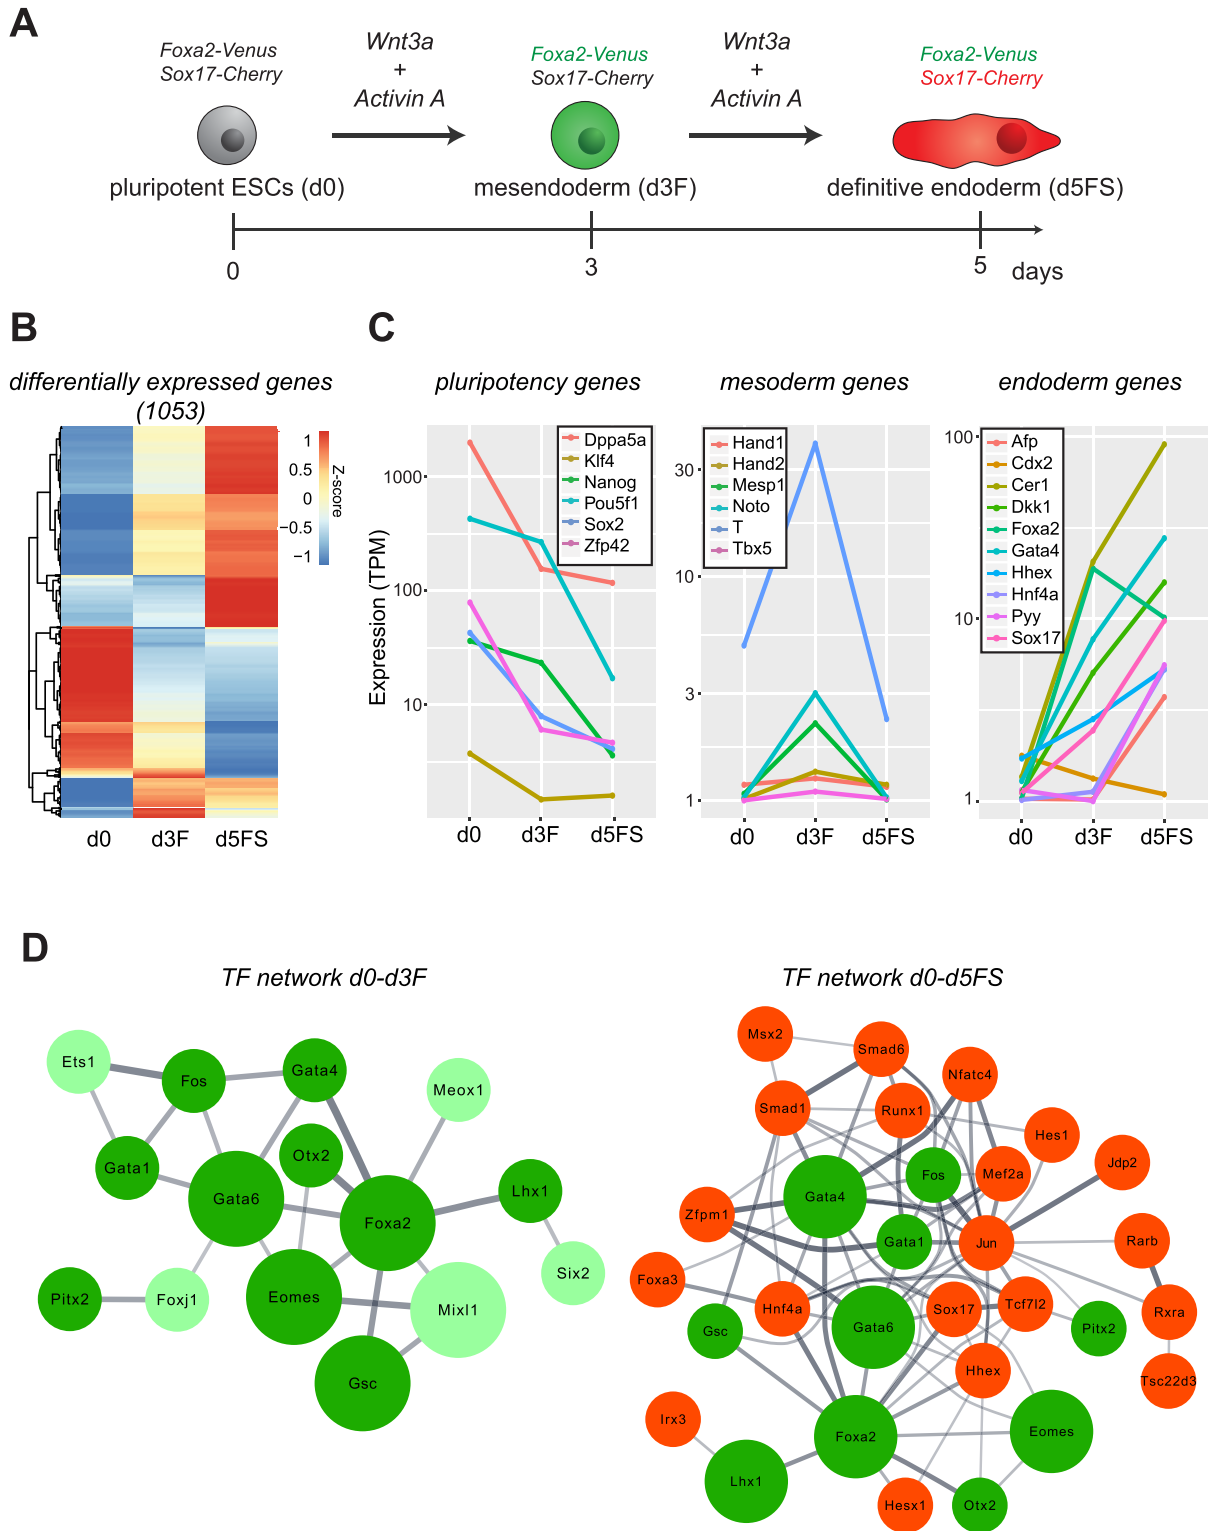 A
Foxa2-Venus
Sox17-Cherry
Wnt3a
+
Activin A
Foxa2-Venus
Sox17-Cherry
Wnt3a
+
Activin A
Foxa2-Venus
Sox17-Cherry
pluripotent ESCs (d0)
mesendoderm (d3F)
definitive endoderm (d5FS)
0
3
5
days
B
differentially expressed genes
(1053)
1
0.5
0
−0.5
−1
Z-score
d0
d3F
d5FS
C
pluripotency genes
mesoderm genes
endoderm genes
Expression (TPM)
1000
100
10
Dppa5a
Klf4
Nanog
Pou5f1
Sox2
Zfp42
d0
d3F
d5FS
30
10
3
1
Hand1
Hand2
Mesp1
Noto
T
Tbx5
d0
d3F
d5FS
100
10
1
Afp
Cdx2
Cer1
Dkk1
Foxa2
Gata4
Hhex
Hnf4a
Pyy
Sox17
d0
d3F
d5FS
D
TF network d0-d3F
Ets1
Fos
Gata4
Meox1
Gata1
Otx2
Gata6
Foxa2
Lhx1
Six2
Pitx2
Foxj1
Eomes
Mixl1
Gsc
TF network d0-d5FS
Msx2
Smad6
Nfatc4
Smad1
Runx1
Hes1
Jdp2
Fos
Mef2a
Gata4
Zfpm1
Gata1
Jun
Rarb
Foxa3
Hnf4a
Sox17
Tcf7l2
Rxra
Gsc
Gata6
Pitx2
Hhex
Tsc22d3
Irx3
Foxa2
Eomes
Lhx1
Hesx1
Otx2